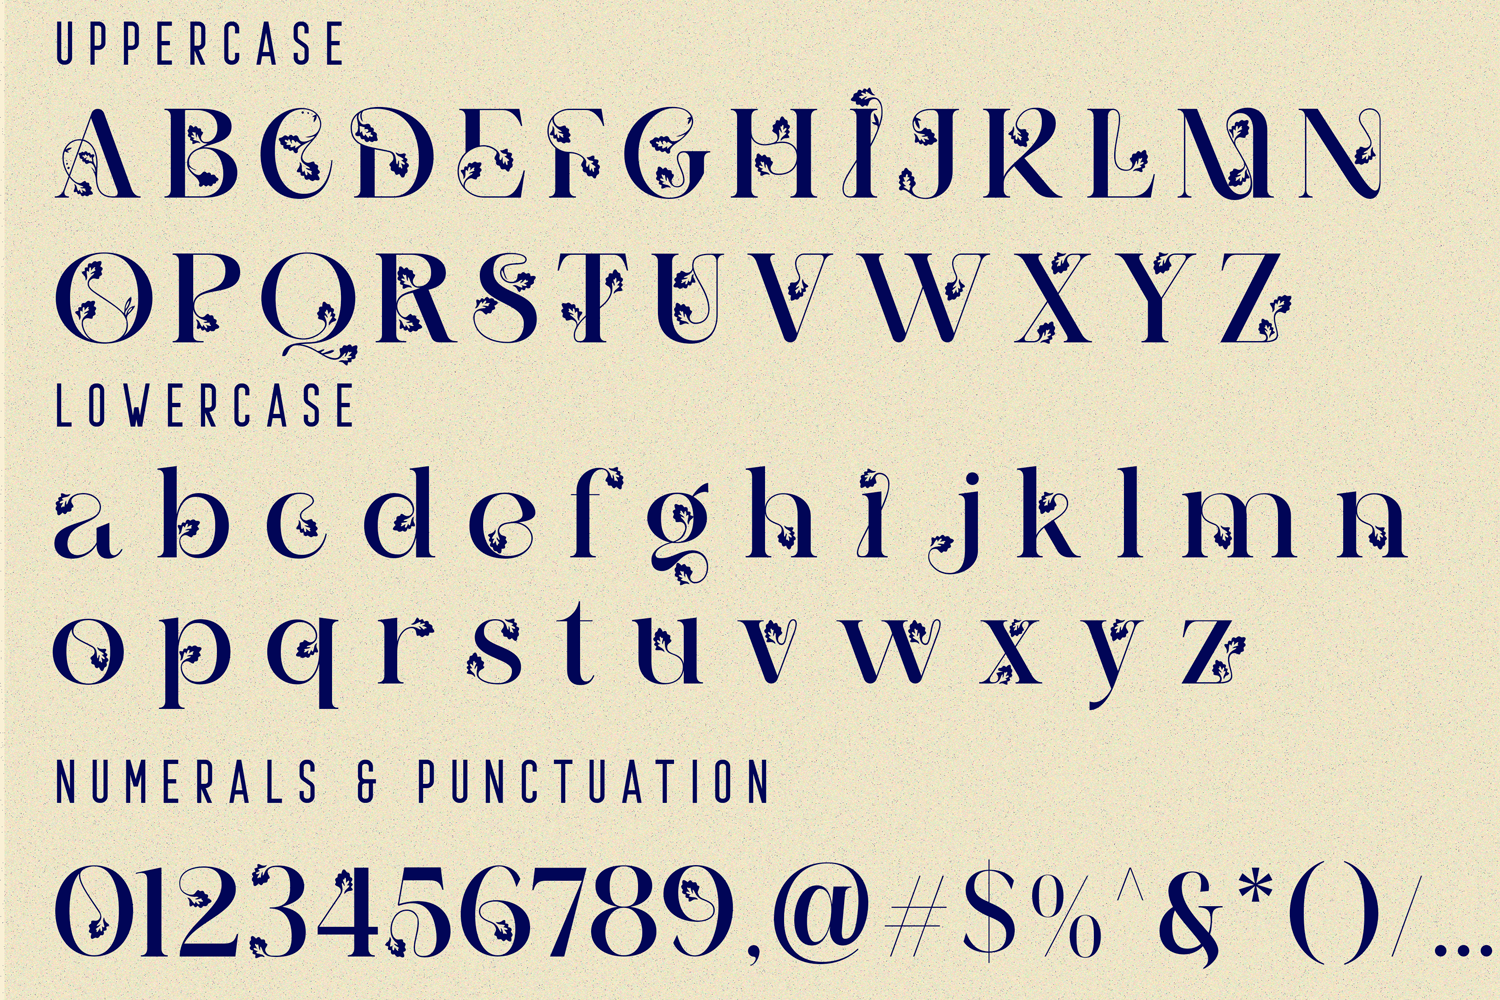 UPPERCASE
ABCDEFGHIJKLMN
OPQRSTUVWXYZ
LOWERCASE
abcdefghijklmn
opqrstuvwxyz
NUMERALS & PUNCTUATION
0123456789,@#$%^&*()/...